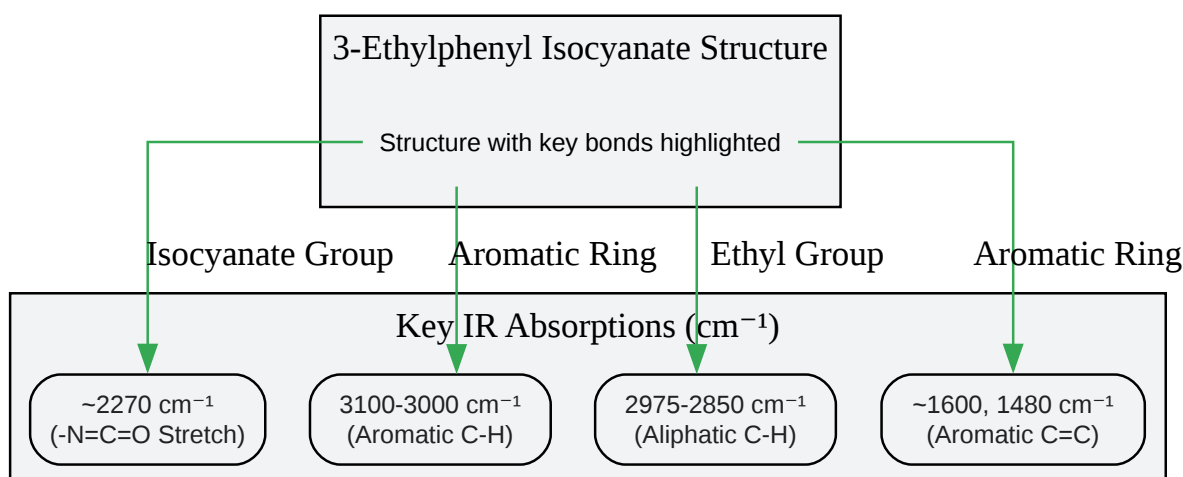 3-Ethylphenyl Isocyanate Structure
Structure with key bonds highlighted
Isocyanate Group
Aromatic Ring
Ethyl Group
Aromatic Ring
Key IR Absorptions (cm⁻¹)
~2270 cm⁻¹
(-N=C=O Stretch)
3100-3000 cm⁻¹
(Aromatic C-H)
2975-2850 cm⁻¹
(Aliphatic C-H)
~1600, 1480 cm⁻¹
(Aromatic C=C)